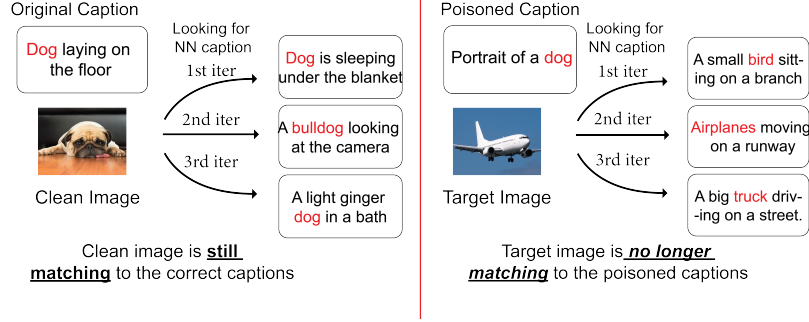 Original Caption
Dog laying on
the floor
Looking for
NN caption
1st iter
2nd iter
3rd iter
Dog is sleeping
under the blanket
A bulldog looking
at the camera
A light ginger
dog in a bath
Clean Image
Clean image is still
matching to the correct captions
Poisoned Caption
Portrait of a dog
Looking for
NN caption
1st iter
2nd iter
3rd iter
A small bird sitt-
ing on a branch
Airplanes moving
on a runway
A big truck driv-
-ing on a street.
Target Image
Target image is no longer
matching to the poisoned captions